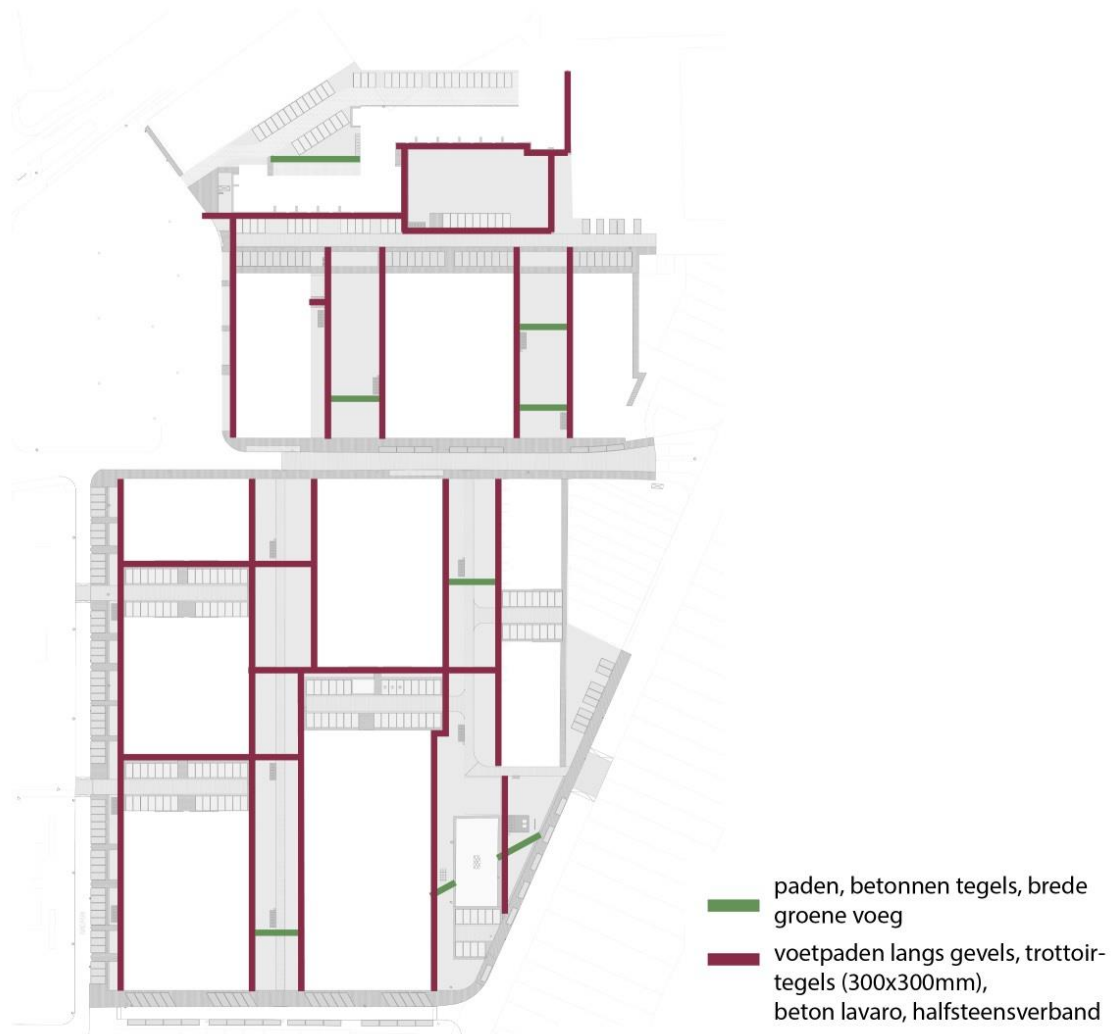 paden, betonnen tegels, brede
groene voeg
voetpaden langs gevels, trottoir-
tegels (300x300mm),
beton lavaro, halfsteensverband